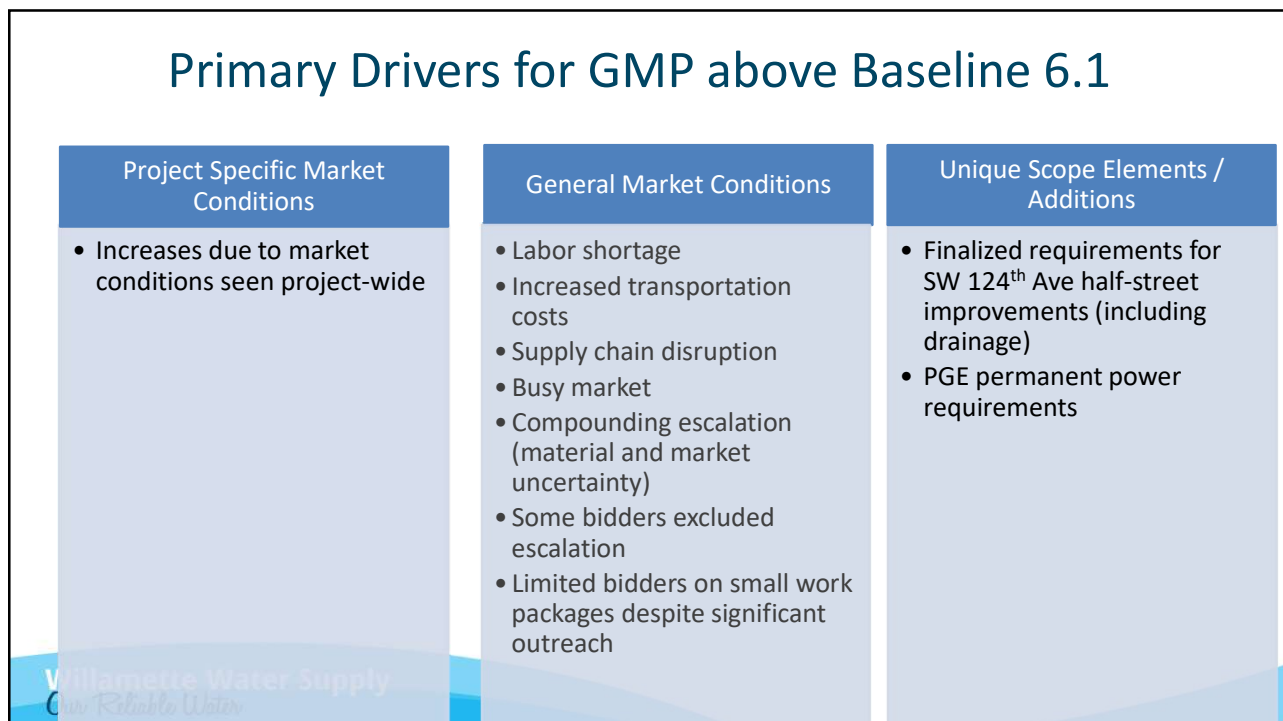 Primary Drivers for GMP above Baseline 6.1
Project Specific Market
Conditions
• Increases due to market
conditions seen project-wide
General Market Conditions
• Labor shortage
• Increased transportation
costs
• Supply chain disruption
• Busy market
• Compounding escalation
(material and market
uncertainty)
• Some bidders excluded
escalation
• Limited bidders on small work
packages despite significant
outreach
Unique Scope Elements /
Additions
• Finalized requirements for
SW 124th Ave half-street
improvements (including
drainage)
• PGE permanent power
requirements
Willamette Water Supply
Our Reliable Water